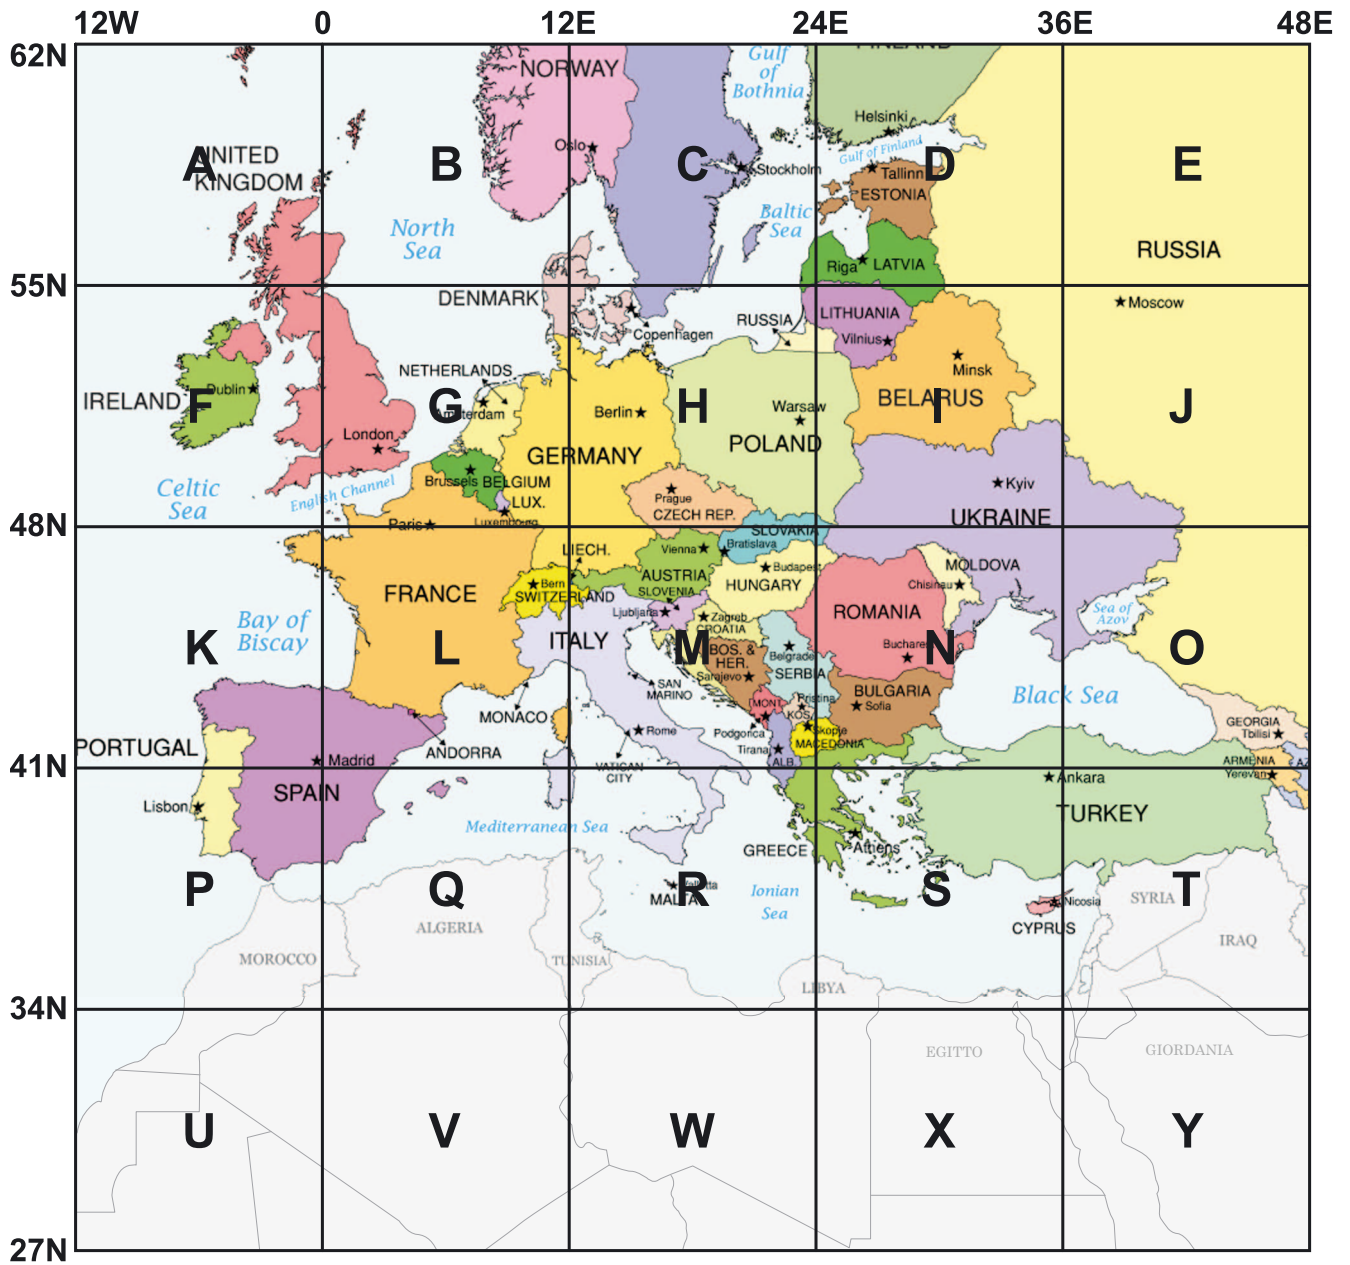 12W 0 12E 24E 36E 48E
62N
FINLAND
NORWAY
Gulf
of
Bothnia
Helsinki
Oslo
Gulf of Finland
A B C D E
UNITED
KINGDOM
Stockholm
Tallinn
ESTONIA
North
Sea
Baltic
Sea
RUSSIA
Riga
LATVIA
55N
DENMARK
Moscow
LITHUANIA
RUSSIA
Copenhagen
Vilnius
Minsk
NETHERLANDS
Dublin
IRELAND
BELARUS
F G H I J
Amsterdam
Berlin
Warsaw
London
POLAND
GERMANY
Brussels BELGIUM
Kyiv
Celtic
Sea
English Channel
LUX.
Prague
CZECH REP.
Luxembourg
Paris
UKRAINE
48N
SLOVAKIA
Vienna
Bratislava
LIECH.
Budapest
MOLDOVA
AUSTRIA
HUNGARY
Bern
SWITZERLAND
Chisinau
FRANCE
SLOVENIA
Ljubljana
Zagreb
CROATIA
ROMANIA
Sea of
Azov
Bay of
Biscay
ITALY
K L M N O
BOS. &
HER.
Belgrade
Bucharest
Sarajevo
SERBIA
SAN
MARINO
BULGARIA
Black Sea
MONT.
Pristina
KOS.
Sofia
MONACO
GEORGIA
Tbilisi
Rome
Podgorica
Skopje
MACEDONIA
Tirana
PORTUGAL
ANDORRA
Madrid
ALB.
ARMENIA
AZ
VATICAN
CITY
41N
Yerevan
Ankara
SPAIN
Lisbon
TURKEY
Mediterranean Sea
GREECE
Athens
P Q R S T
Valletta
MALTA
Ionian
Sea
SYRIA
Nicosia
CYPRUS
ALGERIA
IRAQ
MOROCCO
TUNISIA
LIBYA
34N
EGITTO
GIORDANIA
U V W X Y
27N